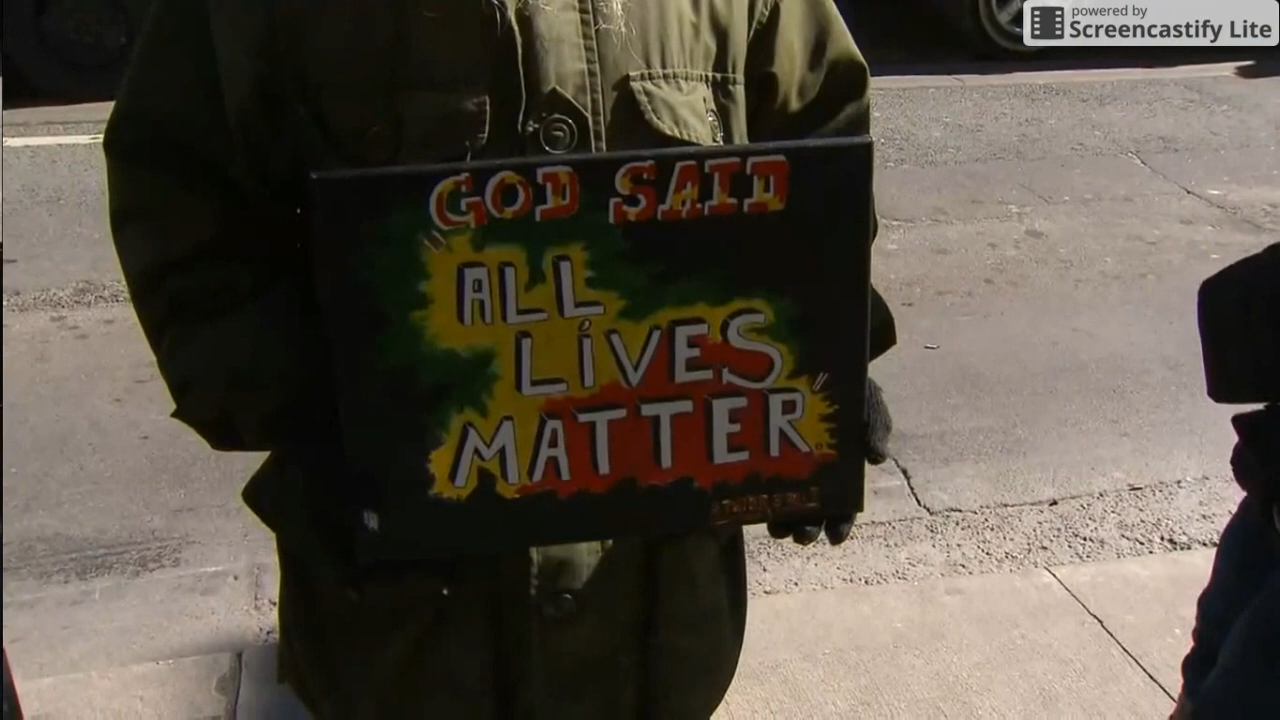 powered by
Screencastify Lite
GOD SAID
"ALL
LiVES
MATTER."